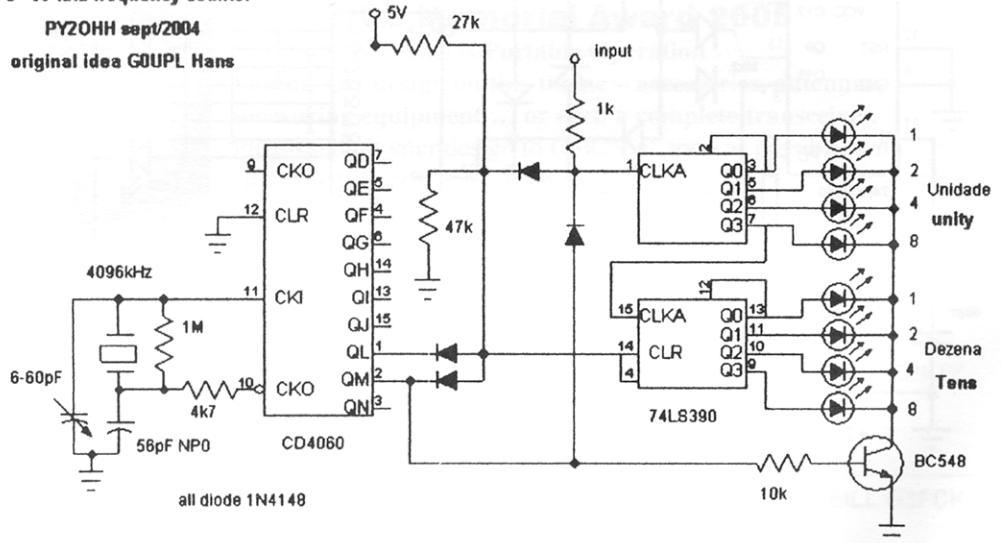 PY2OHH sept/2004
original idea G0UPL Hans
5V
27k
input
1k
9 CKO
QD 7
QE 5
12 CLR
QF 4
QG 6
47k
QH 14
4096kHz
11 CKI
QI 13
1M
QJ 15
QL 1
6-60pF
10 CKO
QM 2
4k7
QN 3
56pF NP0
CD4060
all diode 1N4148
1 CLKA
2
Q0 3
Q1 5
Q2 6
Q3 7
1
2
4
8
Unidade
unity
12
15 CLKA
Q0 13
Q1 11
14 CLR
Q2 10
4
Q3 9
74LS390
1
2
4
8
Dezena
Tens
BC548
10k